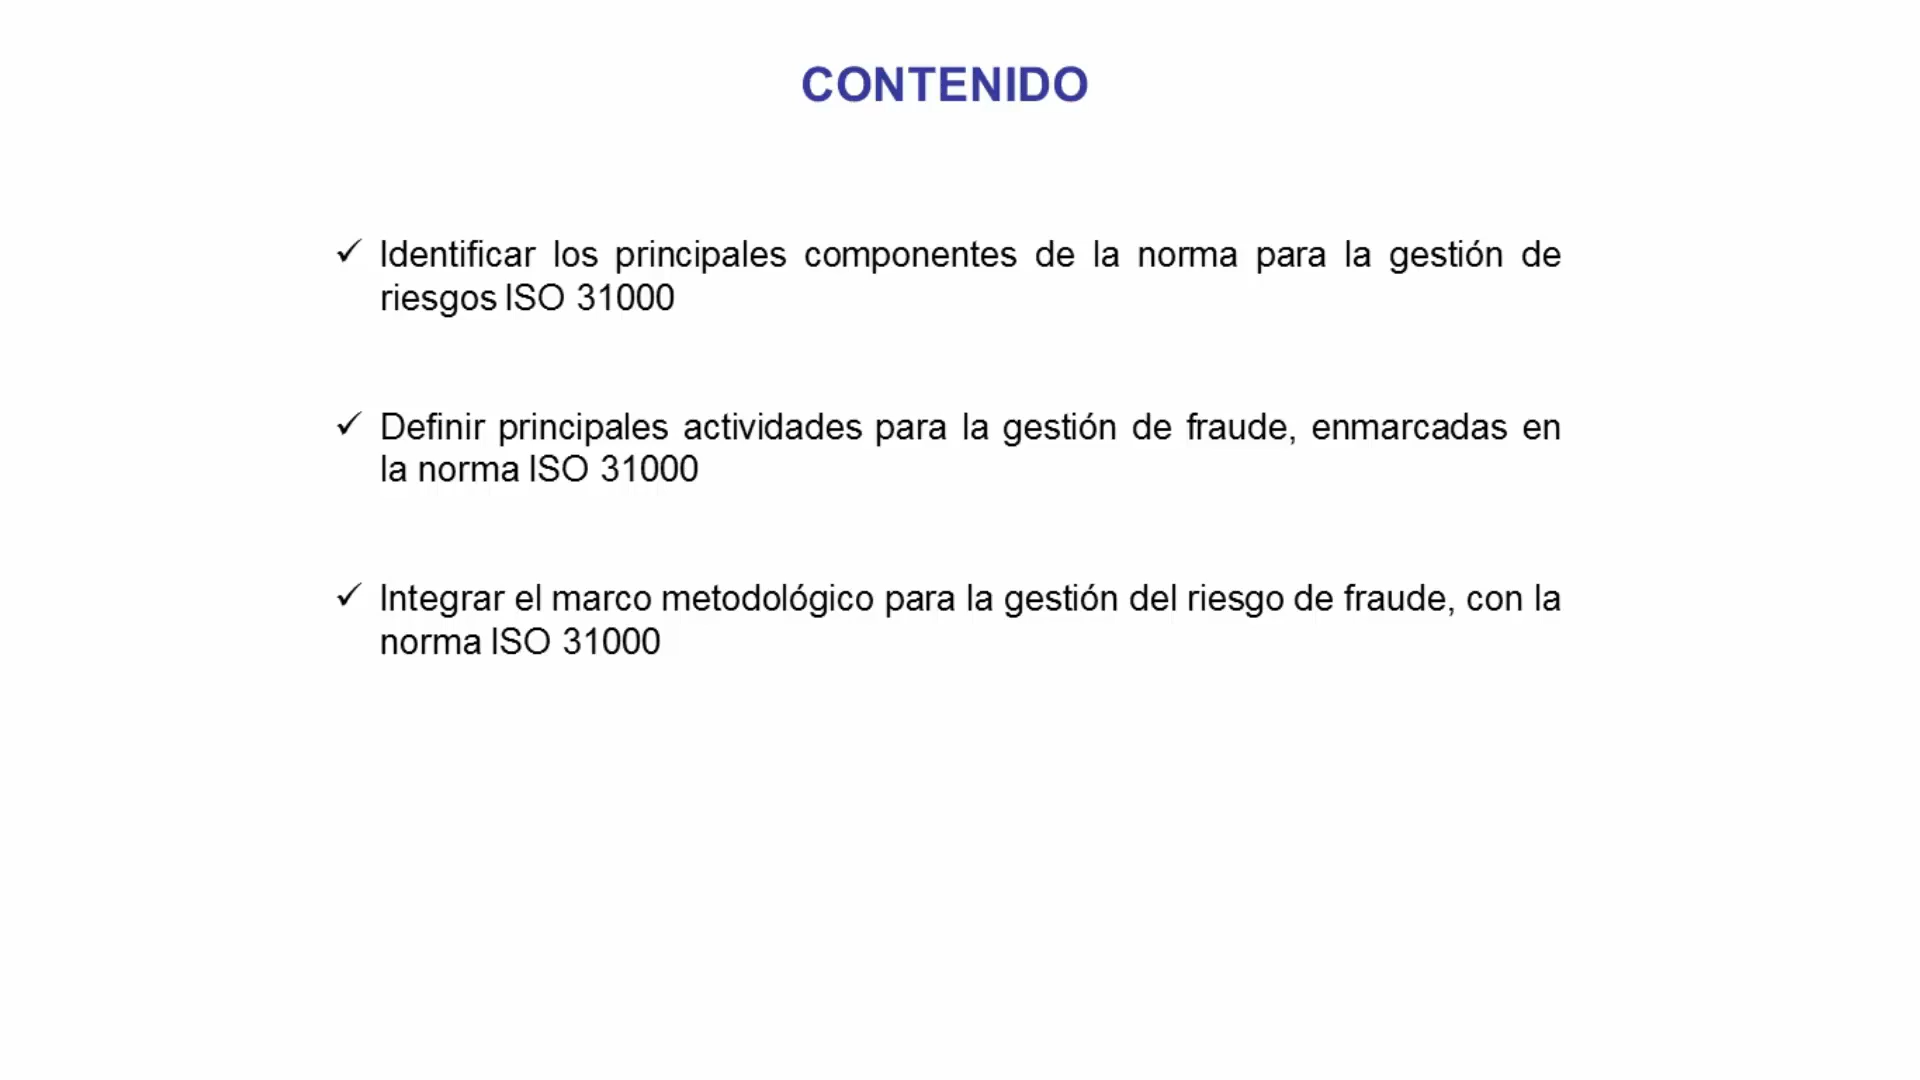 CONTENIDO
✓ Identificar los principales componentes de la norma para la gestión de
riesgos ISO 31000
✓ Definir principales actividades para la gestión de fraude, enmarcadas en
la norma ISO 31000
✓ Integrar el marco metodológico para la gestión del riesgo de fraude, con la
norma ISO 31000